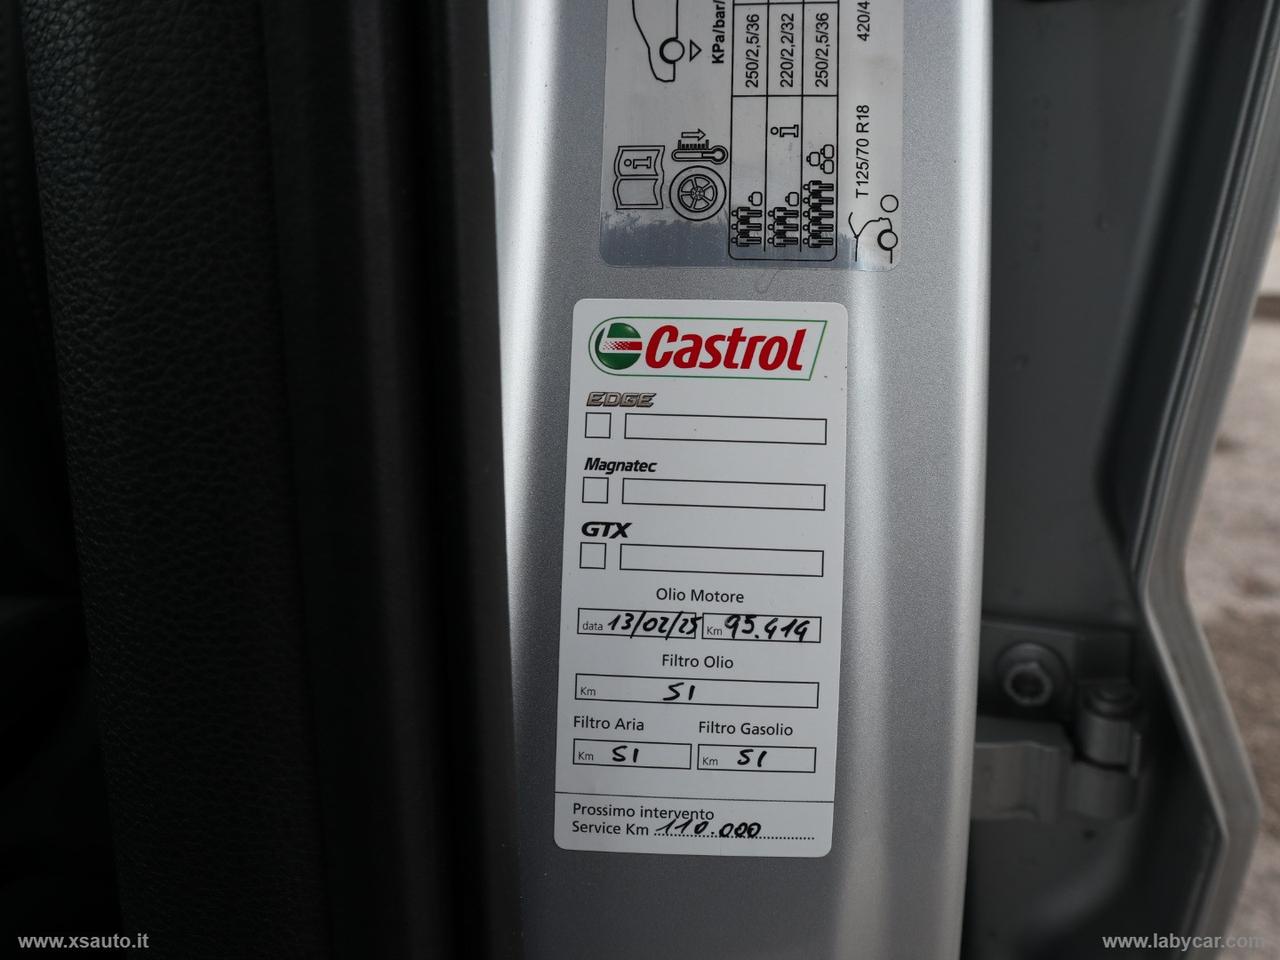 KPa/bar/
250/2,5/36
220/2,2/32
250/2,5/36
420/4
T125/70 R18
Castrol
EDGE
Magnatec
GTX
Olio Motore
data 13/02/25 Km 95.414
Filtro Olio
Km SI
Filtro Aria Filtro Gasolio
Km SI Km SI
Prossimo intervento
Service Km 110.000
www.xsauto.it
www.labycar.com